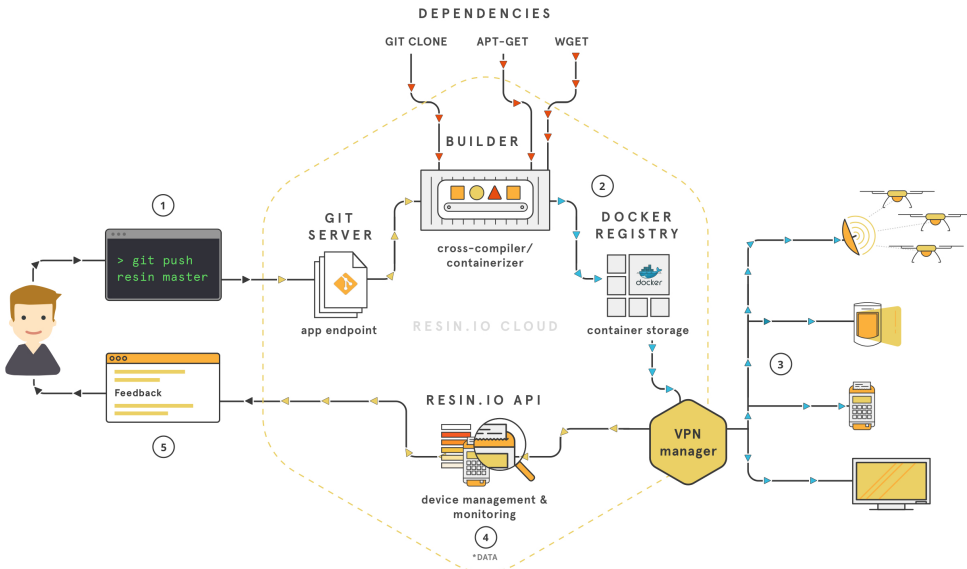 DEPENDENCIES
GIT CLONE
APT-GET
WGET
BUILDER
cross-compiler/
containerizer
1
> git push
resin master
GIT
SERVER
app endpoint
2
DOCKER
REGISTRY
docker
container storage
RESIN.IO CLOUD
3
VPN
manager
RESIN.IO API
device management &
monitoring
4
*DATA
Feedback
5